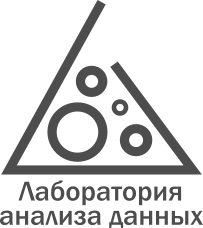 Лаборатория
анализа данных